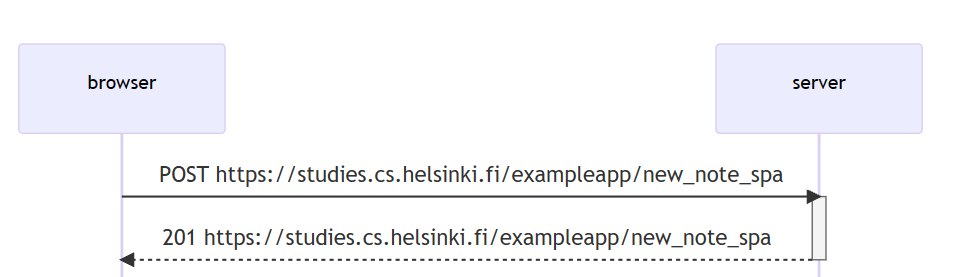 browser
server
POST https://studies.cs.helsinki.fi/exampleapp/new_note_spa
201 https://studies.cs.helsinki.fi/exampleapp/new_note_spa